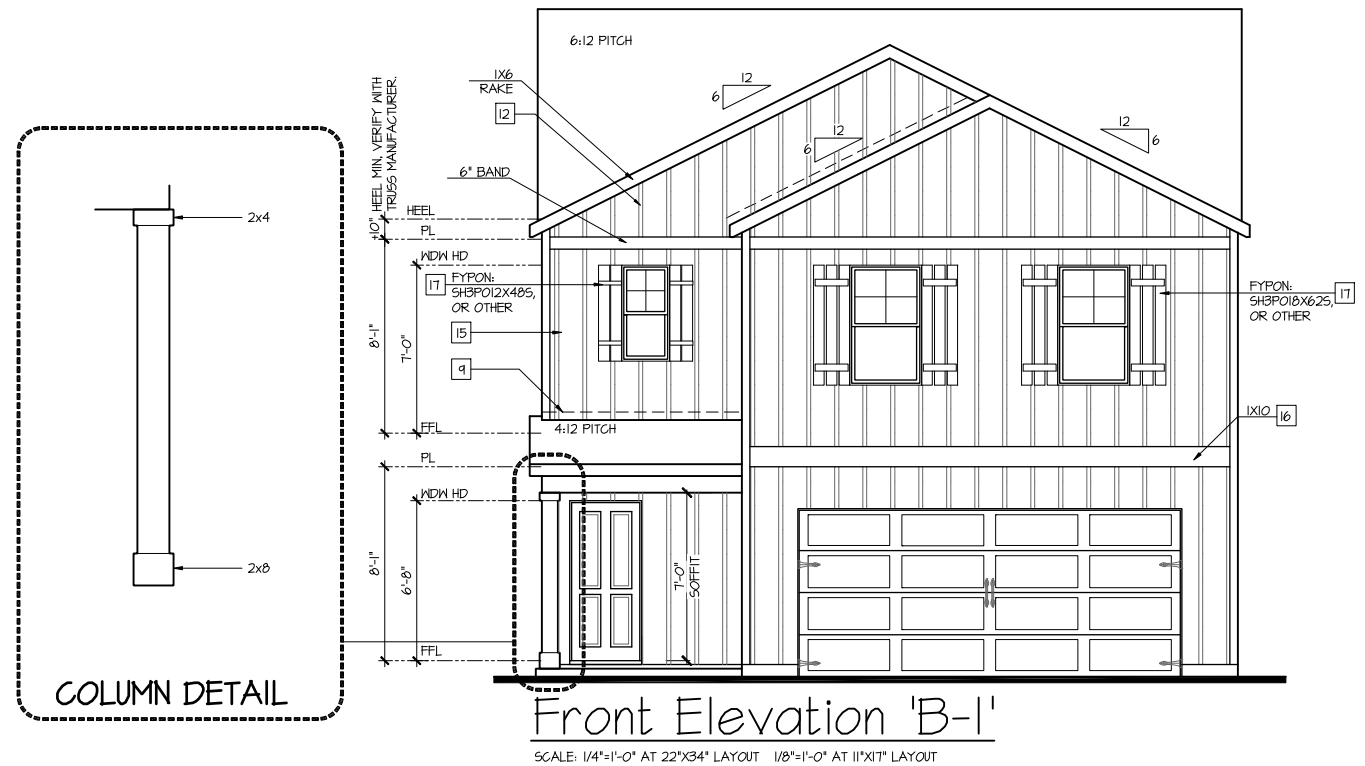 6:12 PITCH
1X6
RAKE
12
12
6
12
6
12
6
6" BAND
±10" HEEL MIN. VERIFY WITH
TRUSS MANUFACTURER.
HEEL
PL
WDW HD
17
FYPON:
SH3PO12X48S,
OR OTHER
FYPON:
SH3PO18X62S,
OR OTHER
17
15
9
8'-1"
7'-0"
1X10
16
FFL
4:12 PITCH
PL
WDW HD
8'-1"
6'-8"
7'-0"
SOFFIT
FFL
2x4
2x8
COLUMN DETAIL
Front Elevation 'B-1'
SCALE: 1/4"=1'-0" AT 22"X34" LAYOUT 1/8"=1'-0" AT 11"X17" LAYOUT